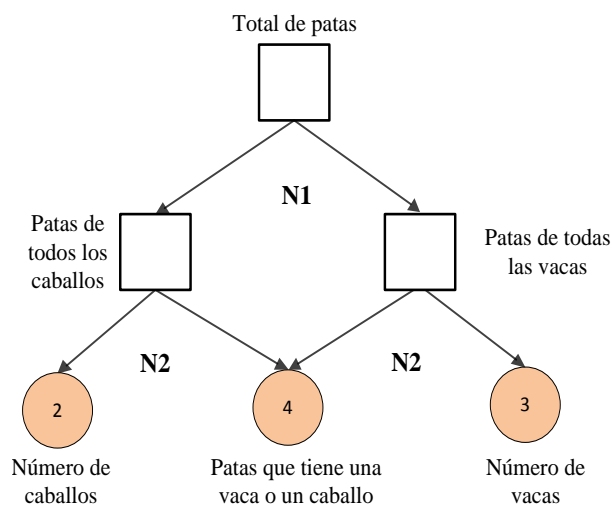 Total de patas
N1
Patas de
todos los
caballos
Patas de todas
las vacas
N2
N2
2
4
3
Número de
caballos
Patas que tiene una
vaca o un caballo
Número de
vacas